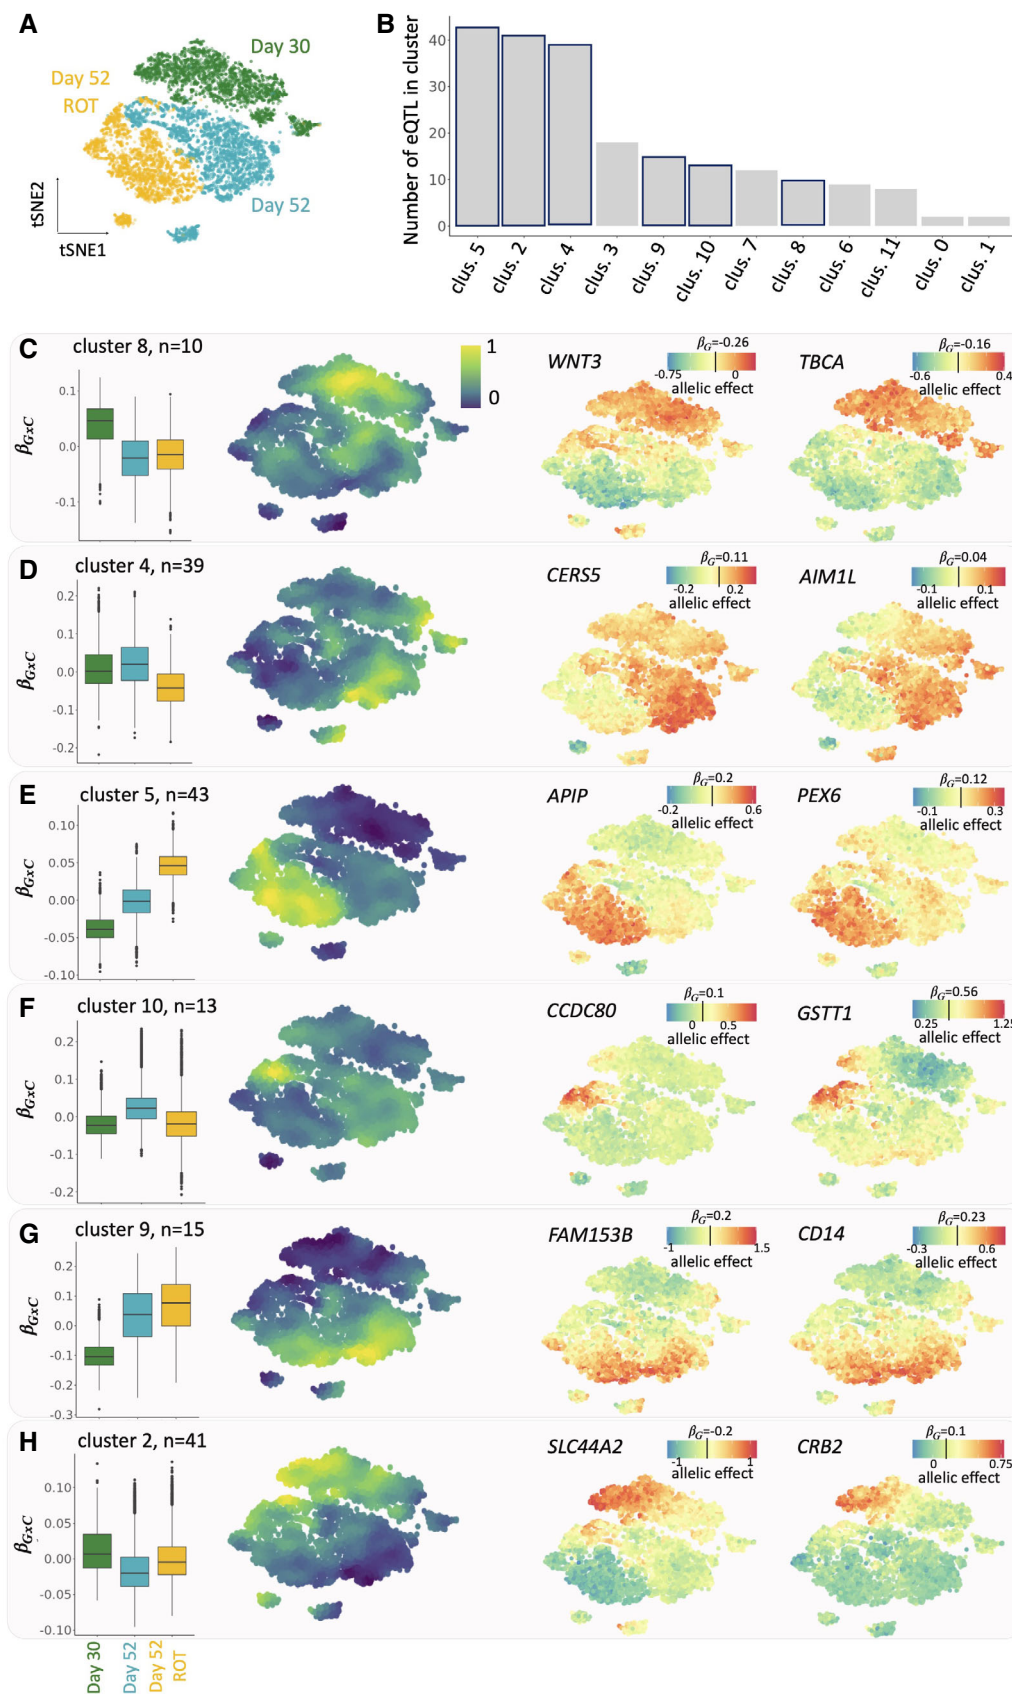 A
Day 30
Day 52
ROT
Day 52
tSNE2
tSNE1
B
Number of eQTL in cluster
40
30
20
10
0
clus. 5
clus. 2
clus. 4
clus. 3
clus. 9
clus. 10
clus. 7
clus. 8
clus. 6
clus. 11
clus. 0
clus. 1
C
cluster 8, n=10
βGxC
0.1
0.0
-0.1
1
0
WNT3
βG=-0.26
-0.75
0
allelic effect
TBCA
βG=-0.16
-0.6
0.4
allelic effect
D
cluster 4, n=39
βGxC
0.2
0.1
0.0
-0.1
-0.2
CERS5
βG=0.11
-0.2
0.2
allelic effect
AIM1L
βG=0.04
-0.1
0.1
allelic effect
E
cluster 5, n=43
βGxC
0.10
0.05
0.00
-0.05
-0.10
APIP
βG=0.2
-0.2
0.6
allelic effect
PEX6
βG=0.12
-0.1
0.3
allelic effect
F
cluster 10, n=13
βGxC
0.2
0.1
0.0
-0.1
-0.2
CCDC80
βG=0.1
0
0.5
allelic effect
GSTT1
βG=0.56
0.25
1.25
allelic effect
G
cluster 9, n=15
βGxC
0.2
0.1
0.0
-0.1
-0.2
-0.3
FAM153B
βG=0.2
-1
1.5
allelic effect
CD14
βG=0.23
-0.3
0.6
allelic effect
H
cluster 2, n=41
βGxC
0.10
0.05
0.00
-0.05
-0.10
SLC44A2
βG=-0.2
-1
1
allelic effect
CRB2
βG=0.1
0
0.75
allelic effect
Day 30
Day 52
Day 52
ROT